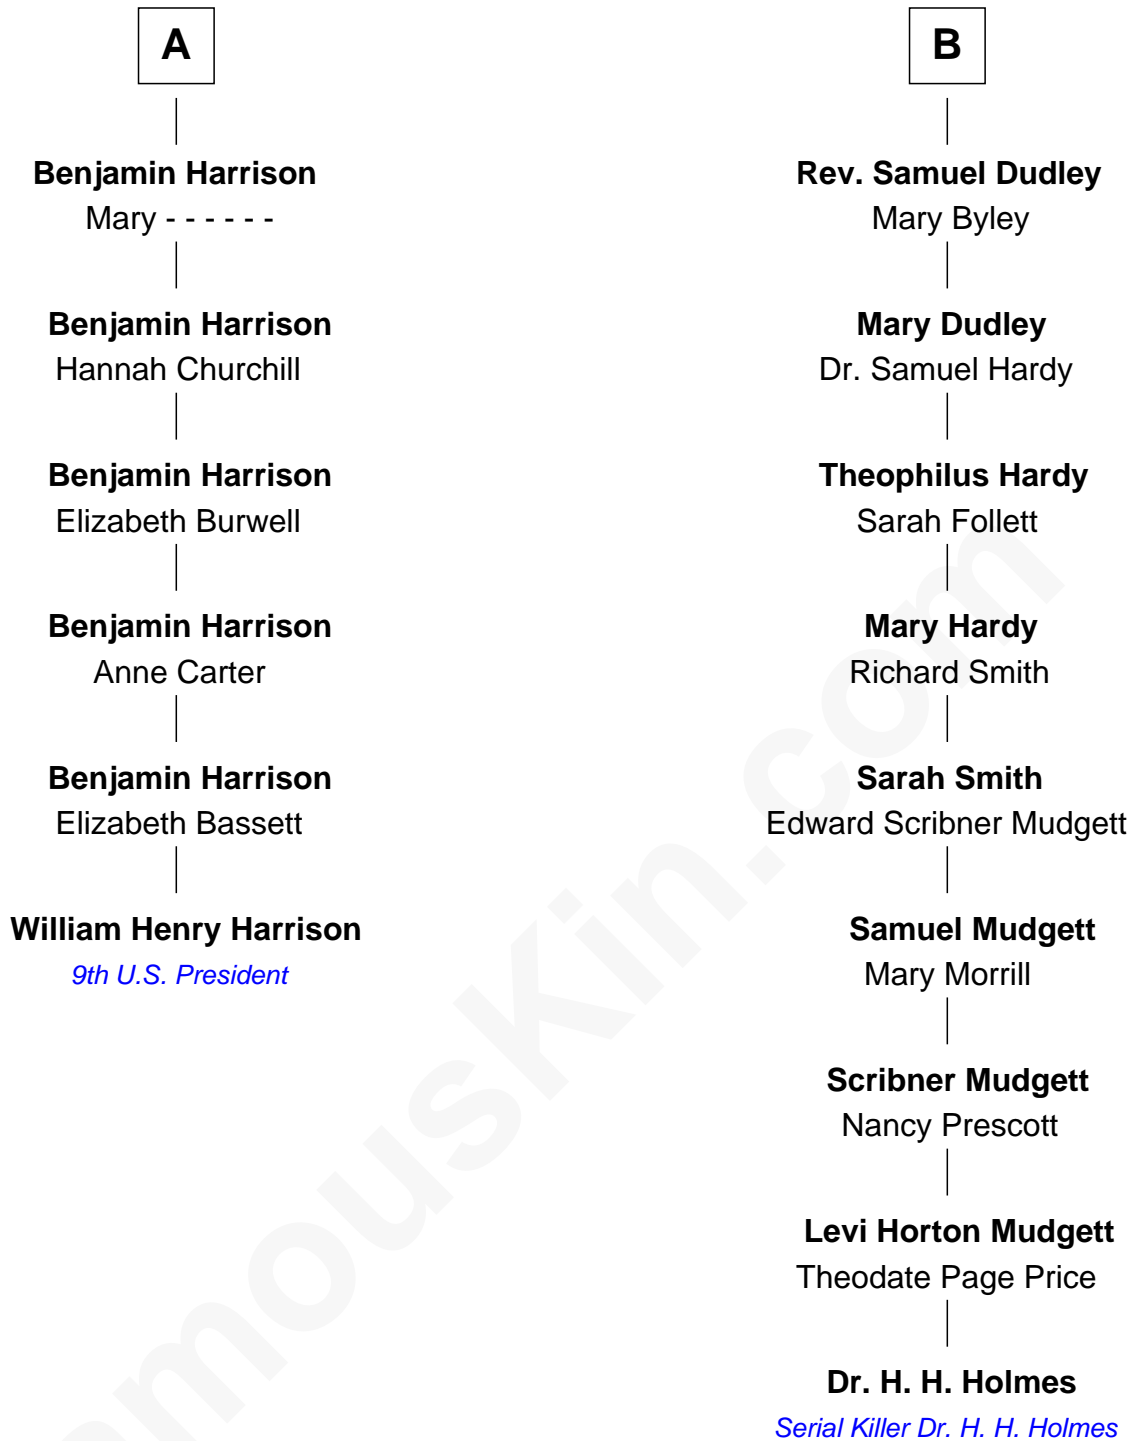 A
Benjamin Harrison
Mary - - - - - -
Benjamin Harrison
Hannah Churchill
Benjamin Harrison
Elizabeth Burwell
Benjamin Harrison
Anne Carter
Benjamin Harrison
Elizabeth Bassett
William Henry Harrison
9th U.S. President
B
Rev. Samuel Dudley
Mary Byley
Mary Dudley
Dr. Samuel Hardy
Theophilus Hardy
Sarah Follett
Mary Hardy
Richard Smith
Sarah Smith
Edward Scribner Mudgett
Samuel Mudgett
Mary Morrill
Scribner Mudgett
Nancy Prescott
Levi Horton Mudgett
Theodate Page Price
Dr. H. H. Holmes
Serial Killer Dr. H. H. Holmes
mouskin.com